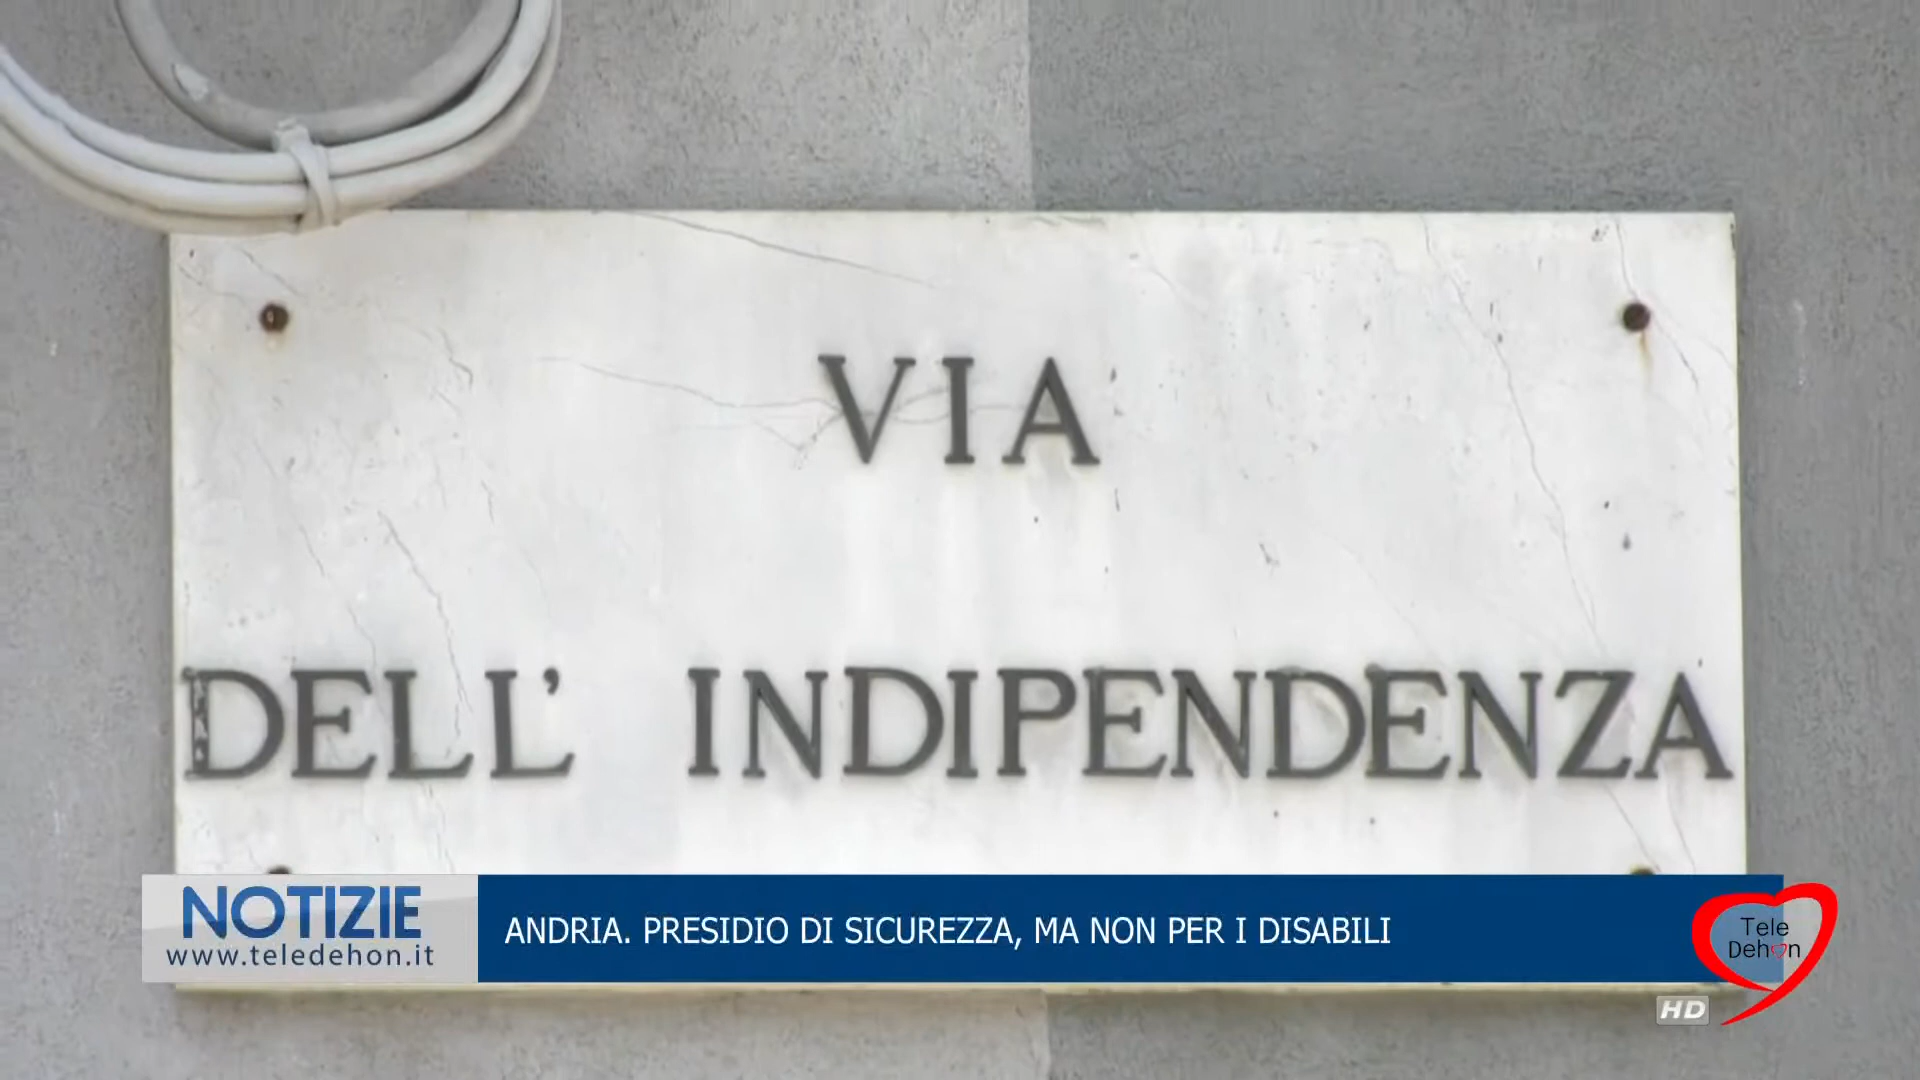 VIA
DELL' INDIPENDENZA
NOTIZIE
www.teledehon.it
ANDRIA. PRESIDIO DI SICUREZZA, MA NON PER I DISABILI
Tele
Dehon
HD